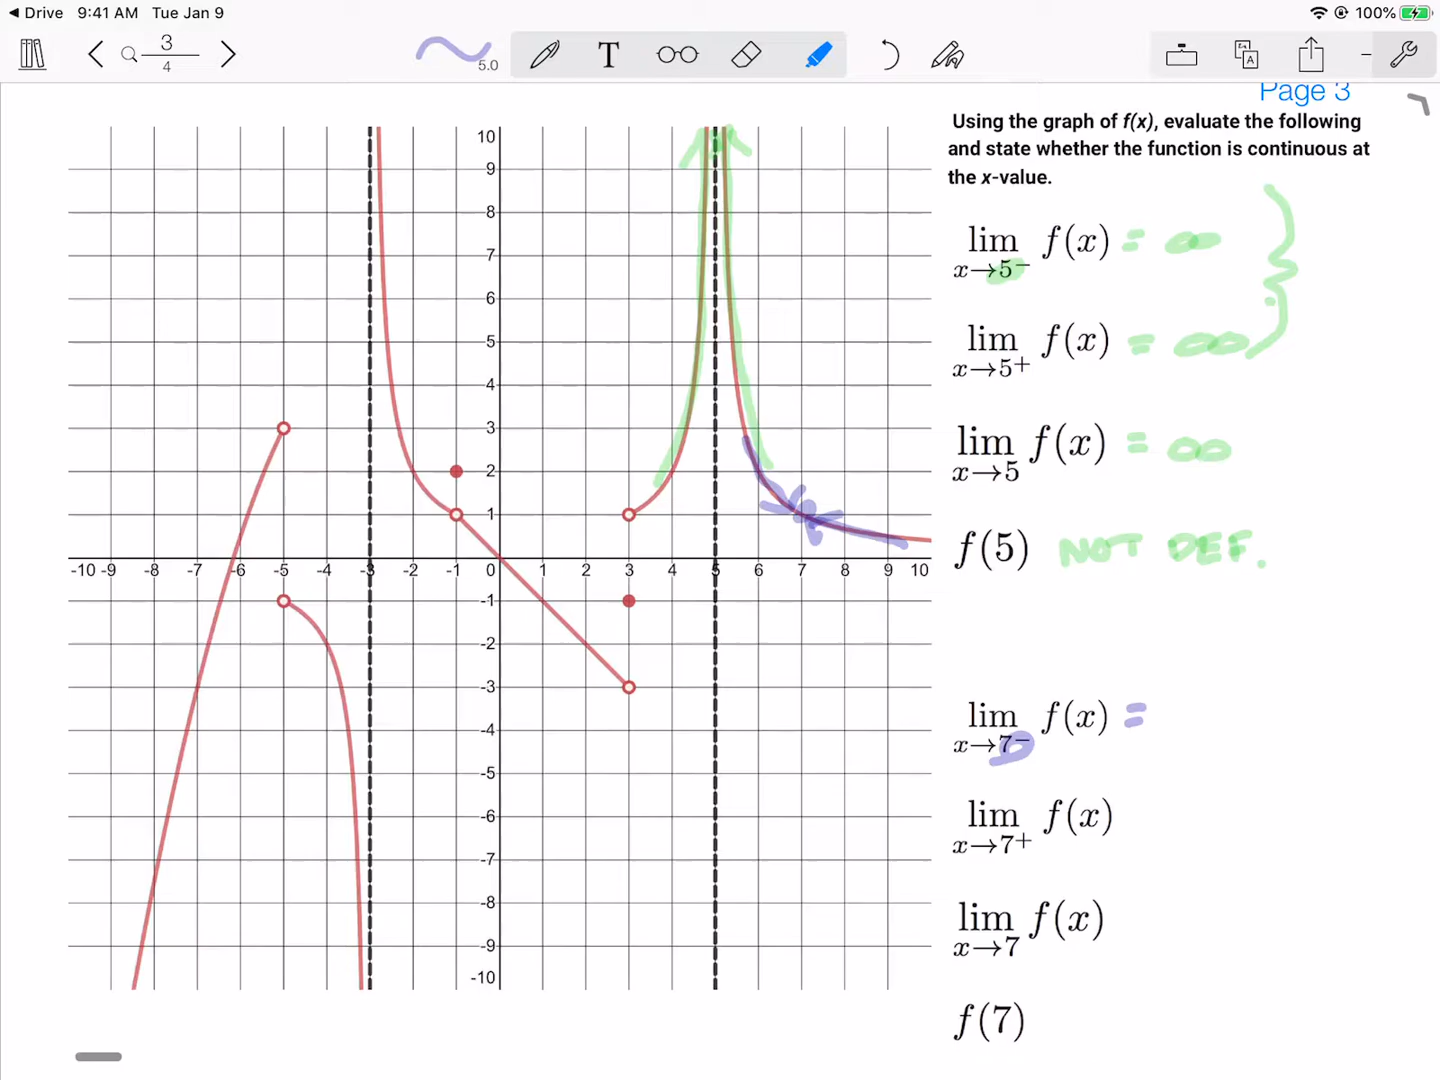 Drive 9:41 AM Tue Jan 9 100%
3
4
5.0
T
A
Page 3
Using the graph of f(x), evaluate the following
and state whether the function is continuous at
the x-value.
lim x→5⁻ f(x) = ∞
lim x→5⁺ f(x) = ∞
lim x→5 f(x) = ∞
f(5) NOT DEF.
lim x→7⁻ f(x) =
lim x→7⁺ f(x)
lim x→7 f(x)
f(7)
10
9
8
7
6
5
4
3
2
1
-10 -9 -8 -7 -6 -5 -4 -3 -2 -1 0 1 2 3 4 5 6 7 8 9 10
-1
-2
-3
-4
-5
-6
-7
-8
-9
-10